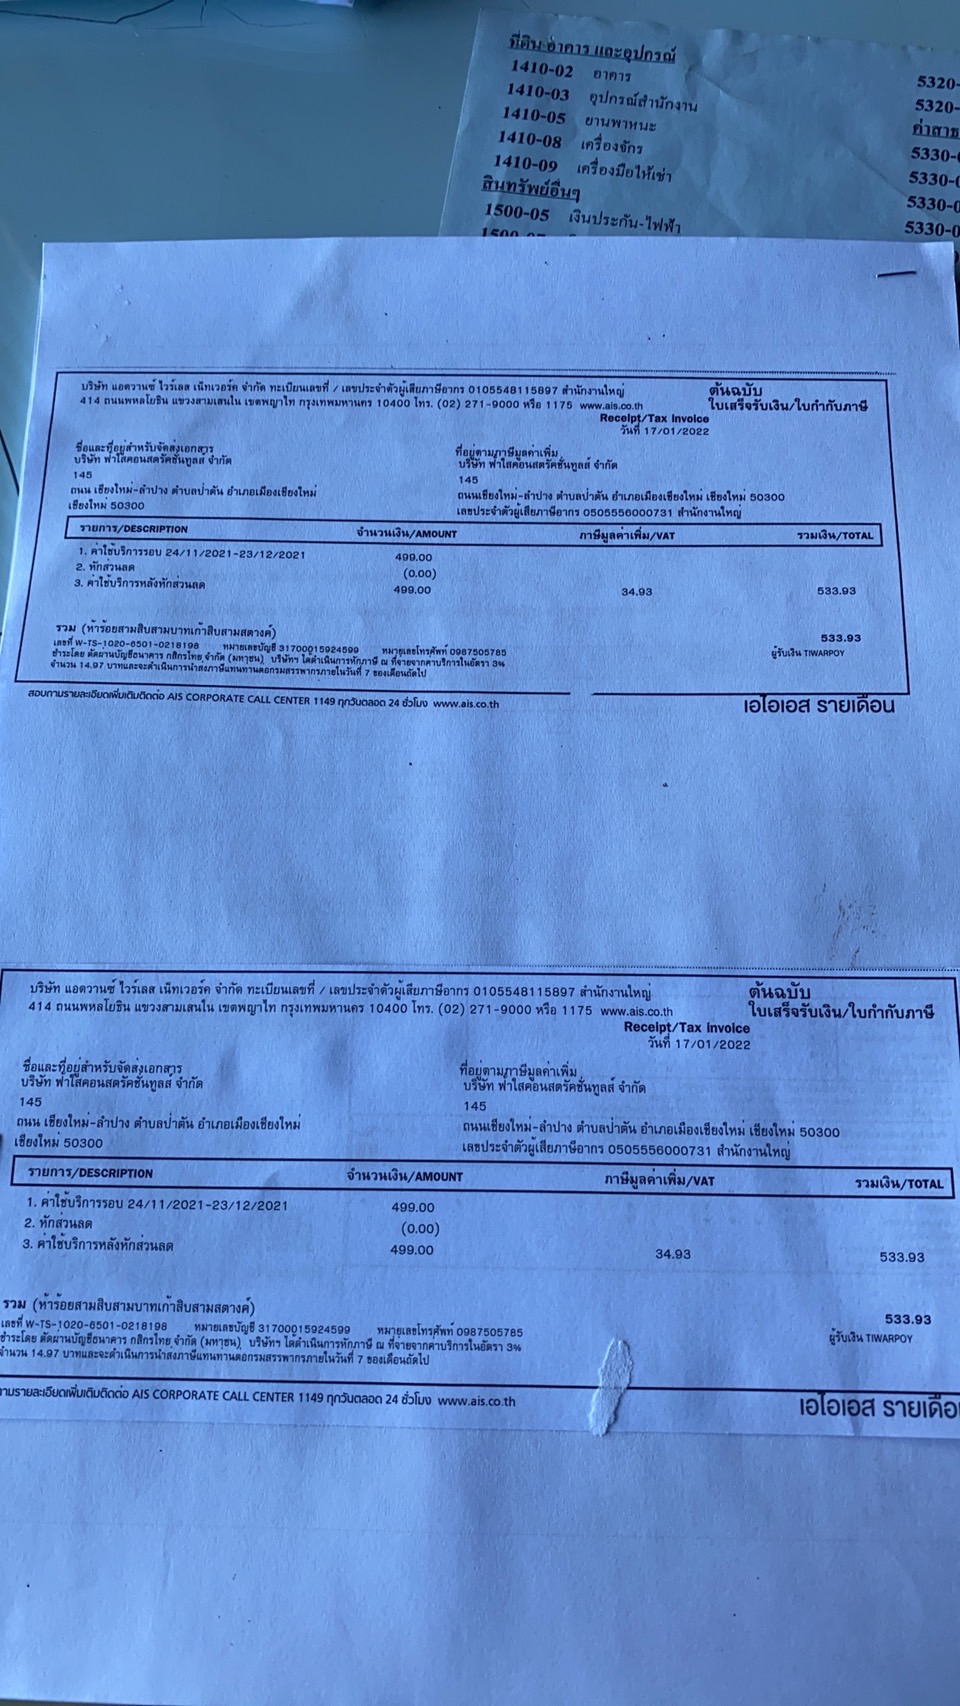 ที่ดิน อาคาร และอุปกรณ์
1410-02 อาคาร 5320-
1410-03 อุปกรณ์สำนักงาน 5320-
1410-05 ยานพาหนะ ค่าสาธ
1410-08 เครื่องจักร 5330-0
1410-09 เครื่องมือให้เช่า 5330-0
สินทรัพย์อื่นๆ 5330-0
1500-05 เงินประกัน-ไฟฟ้า 5330-0
บริษัท แอดวานซ์ ไวร์เลส เน็ทเวอร์ค จำกัด ทะเบียนเลขที่ / เลขประจำตัวผู้เสียภาษีอากร 0105548115897 สำนักงานใหญ่ ต้นฉบับ
414 ถนนพหลโยธิน แขวงสามเสนใน เขตพญาไท กรุงเทพมหานคร 10400 โทร. (02) 271-9000 หรือ 1175 www.ais.co.th ใบเสร็จรับเงิน/ใบกำกับภาษี
Receipt/Tax Invoice
วันที่ 17/01/2022
ชื่อและที่อยู่สำหรับจัดส่งเอกสาร ที่อยู่ตามภาษีมูลค่าเพิ่ม
บริษัท ฟ้าใสคอนสตรัคชั่นทูลส์ จำกัด บริษัท ฟ้าใสคอนสตรัคชั่นทูลส์ จำกัด
145 145
ถนน เชียงใหม่-ลำปาง ตำบลป่าตัน อำเภอเมืองเชียงใหม่ ถนนเชียงใหม่-ลำปาง ตำบลป่าตัน อำเภอเมืองเชียงใหม่ เชียงใหม่ 50300
เชียงใหม่ 50300 เลขประจำตัวผู้เสียภาษีอากร 0505556000731 สำนักงานใหญ่
รายการ/DESCRIPTION จำนวนเงิน/AMOUNT ภาษีมูลค่าเพิ่ม/VAT รวมเงิน/TOTAL
1. ค่าใช้บริการรอบ 24/11/2021-23/12/2021 499.00
2. หักส่วนลด (0.00)
3. ค่าใช้บริการหลังหักส่วนลด 499.00 34.93 533.93
รวม (ห้าร้อยสามสิบสามบาทเก้าสิบสามสตางค์) 533.93
เลขที่ W-TS-1020-6501-0218198 หมายเลขบัญชี 31700015924599 หมายเลขโทรศัพท์ 0987505785 ผู้รับเงิน TIWARPOY
ชำระโดย ตัดผ่านบัญชีธนาคาร กสิกรไทย จำกัด (มหาชน) บริษัทฯ ได้ดำเนินการหักภาษี ณ ที่จ่ายจากค่าบริการในอัตรา 3%
จำนวน 14.97 บาทและจะดำเนินการนำส่งภาษีแทนท่านต่อกรมสรรพากรภายในวันที่ 7 ของเดือนถัดไป
สอบถามรายละเอียดเพิ่มเติมติดต่อ AIS CORPORATE CALL CENTER 1149 ทุกวันตลอด 24 ชั่วโมง www.ais.co.th เอไอเอส รายเดือน
บริษัท แอดวานซ์ ไวร์เลส เน็ทเวอร์ค จำกัด ทะเบียนเลขที่ / เลขประจำตัวผู้เสียภาษีอากร 0105548115897 สำนักงานใหญ่ ต้นฉบับ
414 ถนนพหลโยธิน แขวงสามเสนใน เขตพญาไท กรุงเทพมหานคร 10400 โทร. (02) 271-9000 หรือ 1175 www.ais.co.th ใบเสร็จรับเงิน/ใบกำกับภาษี
Receipt/Tax Invoice
วันที่ 17/01/2022
ชื่อและที่อยู่สำหรับจัดส่งเอกสาร ที่อยู่ตามภาษีมูลค่าเพิ่ม
บริษัท ฟ้าใสคอนสตรัคชั่นทูลส์ จำกัด บริษัท ฟ้าใสคอนสตรัคชั่นทูลส์ จำกัด
145 145
ถนน เชียงใหม่-ลำปาง ตำบลป่าตัน อำเภอเมืองเชียงใหม่ ถนนเชียงใหม่-ลำปาง ตำบลป่าตัน อำเภอเมืองเชียงใหม่ เชียงใหม่ 50300
เชียงใหม่ 50300 เลขประจำตัวผู้เสียภาษีอากร 0505556000731 สำนักงานใหญ่
รายการ/DESCRIPTION จำนวนเงิน/AMOUNT ภาษีมูลค่าเพิ่ม/VAT รวมเงิน/TOTAL
1. ค่าใช้บริการรอบ 24/11/2021-23/12/2021 499.00
2. หักส่วนลด (0.00)
3. ค่าใช้บริการหลังหักส่วนลด 499.00 34.93 533.93
รวม (ห้าร้อยสามสิบสามบาทเก้าสิบสามสตางค์) 533.93
เลขที่ W-TS-1020-6501-0218198 หมายเลขบัญชี 31700015924599 หมายเลขโทรศัพท์ 0987505785 ผู้รับเงิน TIWARPOY
ชำระโดย ตัดผ่านบัญชีธนาคาร กสิกรไทย จำกัด (มหาชน) บริษัทฯ ได้ดำเนินการหักภาษี ณ ที่จ่ายจากค่าบริการในอัตรา 3%
จำนวน 14.97 บาทและจะดำเนินการนำส่งภาษีแทนท่านต่อกรมสรรพากรภายในวันที่ 7 ของเดือนถัดไป
ามรายละเอียดเพิ่มเติมติดต่อ AIS CORPORATE CALL CENTER 1149 ทุกวันตลอด 24 ชั่วโมง www.ais.co.th เอไอเอส รายเดือ